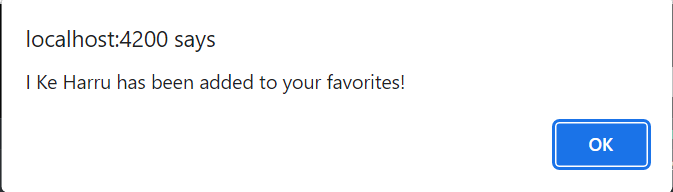 localhost:4200 says
I Ke Harru has been added to your favorites!
OK